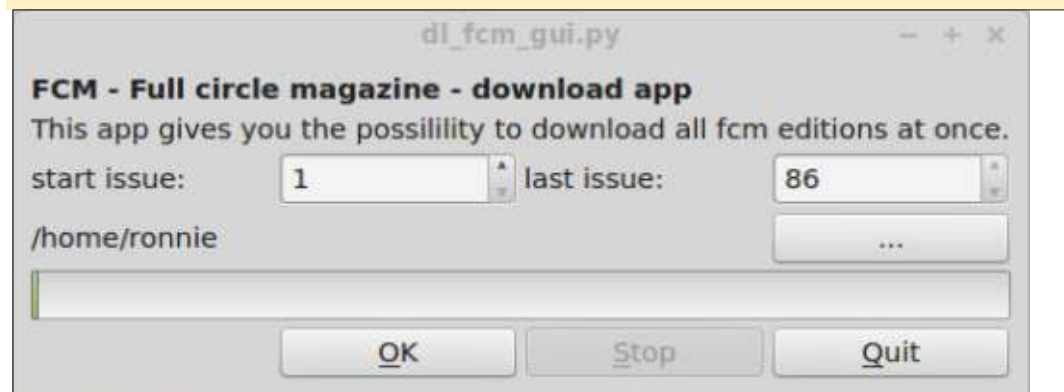 dl_fcm_gui.py
FCM - Full circle magazine - download app
This app gives you the possilility to download all fcm editions at once.
start issue: 1 last issue: 86
/home/ronnie ...
OK Stop Quit